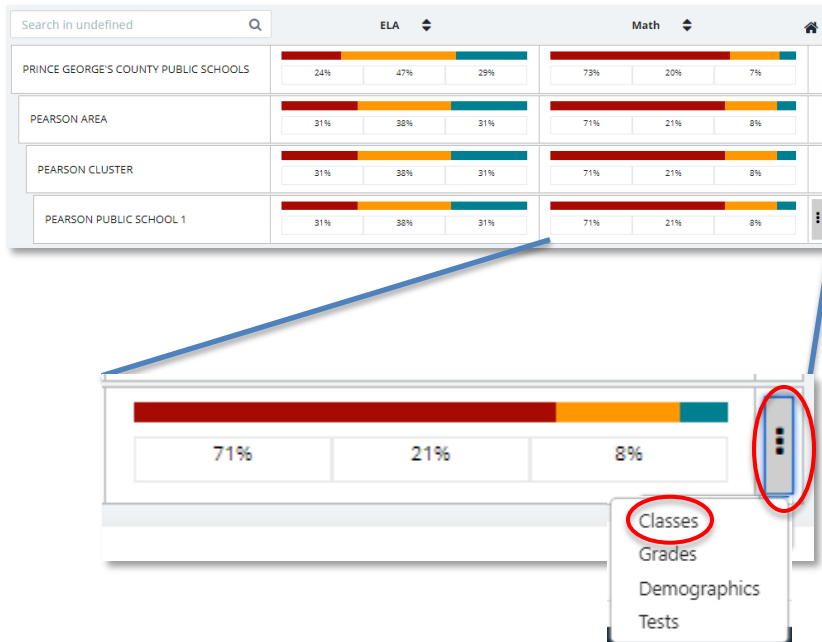 Search in undefined ELA Math
PRINCE GEORGE'S COUNTY PUBLIC SCHOOLS 24% 47% 29% 73% 20% 7%
PEARSON AREA 31% 38% 31% 71% 21% 8%
PEARSON CLUSTER 31% 38% 31% 71% 21% 8%
PEARSON PUBLIC SCHOOL 1 31% 38% 31% 71% 21% 8%
71% 21% 8%
Classes
Grades
Demographics
Tests